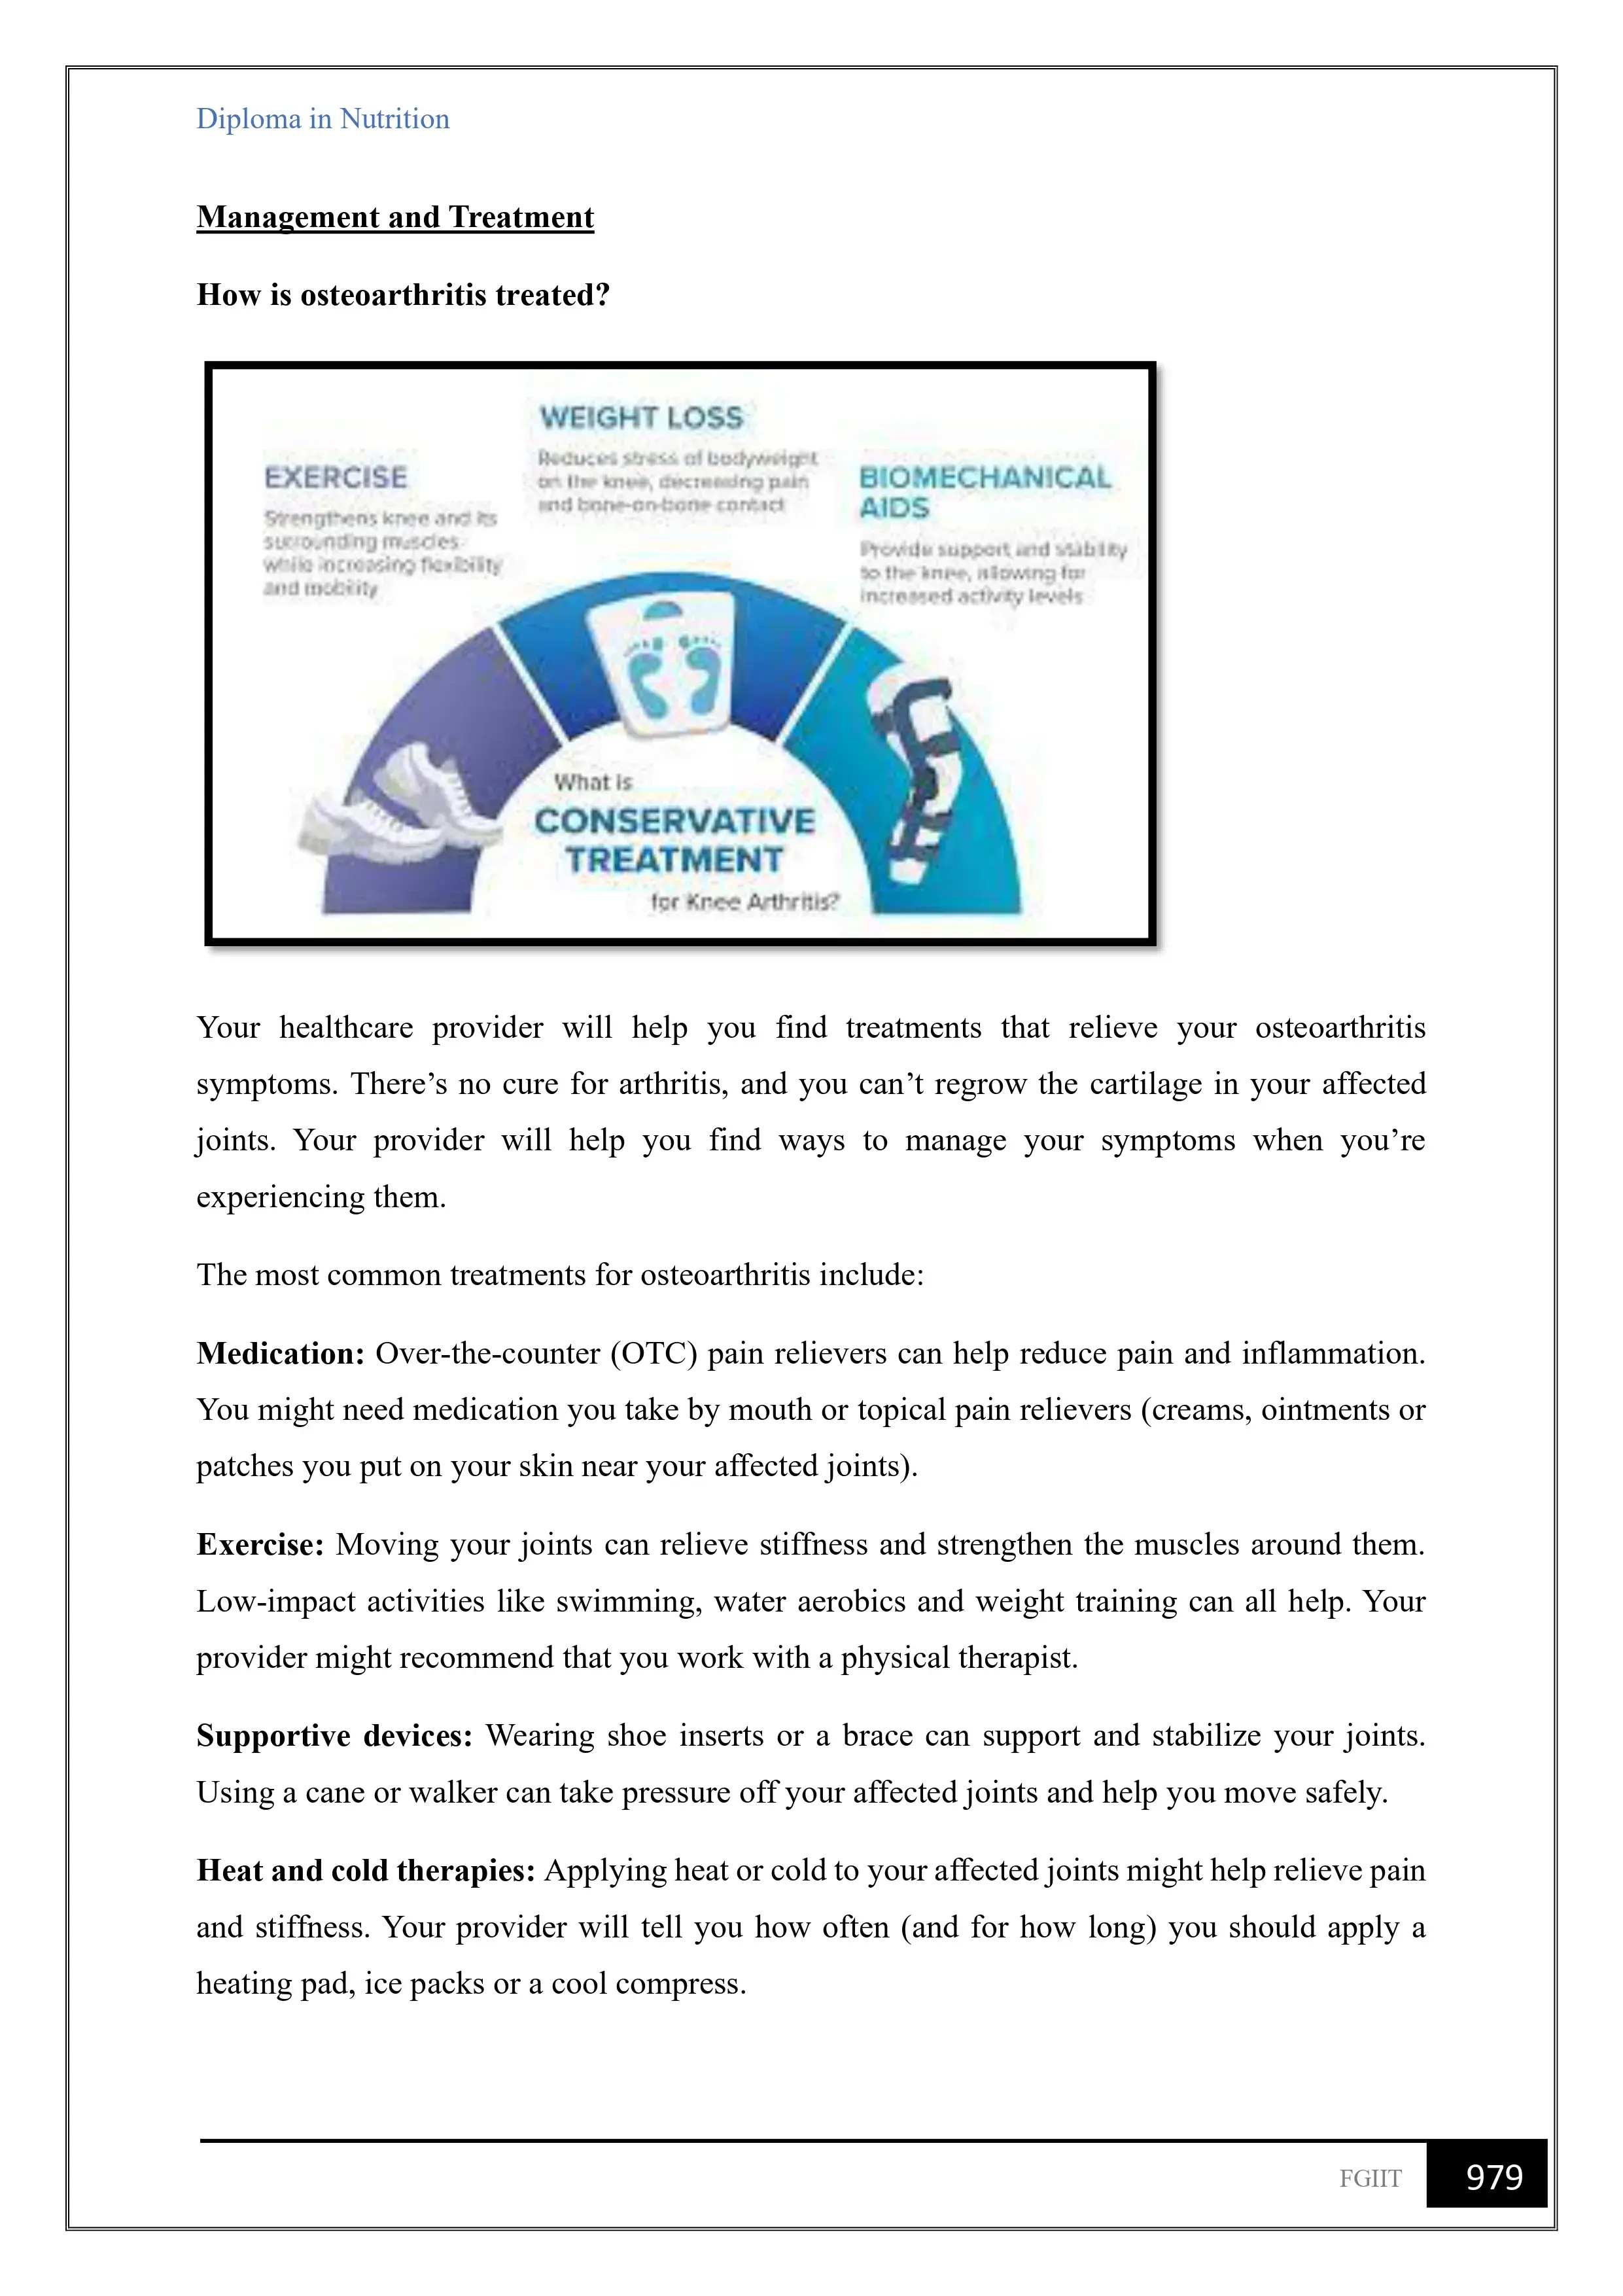 Diploma in Nutrition
Management and Treatment
How is osteoarthritis treated?
WEIGHT LOSS
Reduces stress of bodyweight
on the knee, decreasing pain
and bone-on-bone contact
EXERCISE
Strengthens knee and its
surrounding muscles
while increasing flexibility
and mobility
BIOMECHANICAL
AIDS
Provide support and stability
to the knee, allowing for
increased activity levels
What is
CONSERVATIVE
TREATMENT
for Knee Arthritis?
Your healthcare provider will help you find treatments that relieve your osteoarthritis
symptoms. There’s no cure for arthritis, and you can’t regrow the cartilage in your affected
joints. Your provider will help you find ways to manage your symptoms when you’re
experiencing them.
The most common treatments for osteoarthritis include:
Medication: Over-the-counter (OTC) pain relievers can help reduce pain and inflammation.
You might need medication you take by mouth or topical pain relievers (creams, ointments or
patches you put on your skin near your affected joints).
Exercise: Moving your joints can relieve stiffness and strengthen the muscles around them.
Low-impact activities like swimming, water aerobics and weight training can all help. Your
provider might recommend that you work with a physical therapist.
Supportive devices: Wearing shoe inserts or a brace can support and stabilize your joints.
Using a cane or walker can take pressure off your affected joints and help you move safely.
Heat and cold therapies: Applying heat or cold to your affected joints might help relieve pain
and stiffness. Your provider will tell you how often (and for how long) you should apply a
heating pad, ice packs or a cool compress.
FGIIT
979